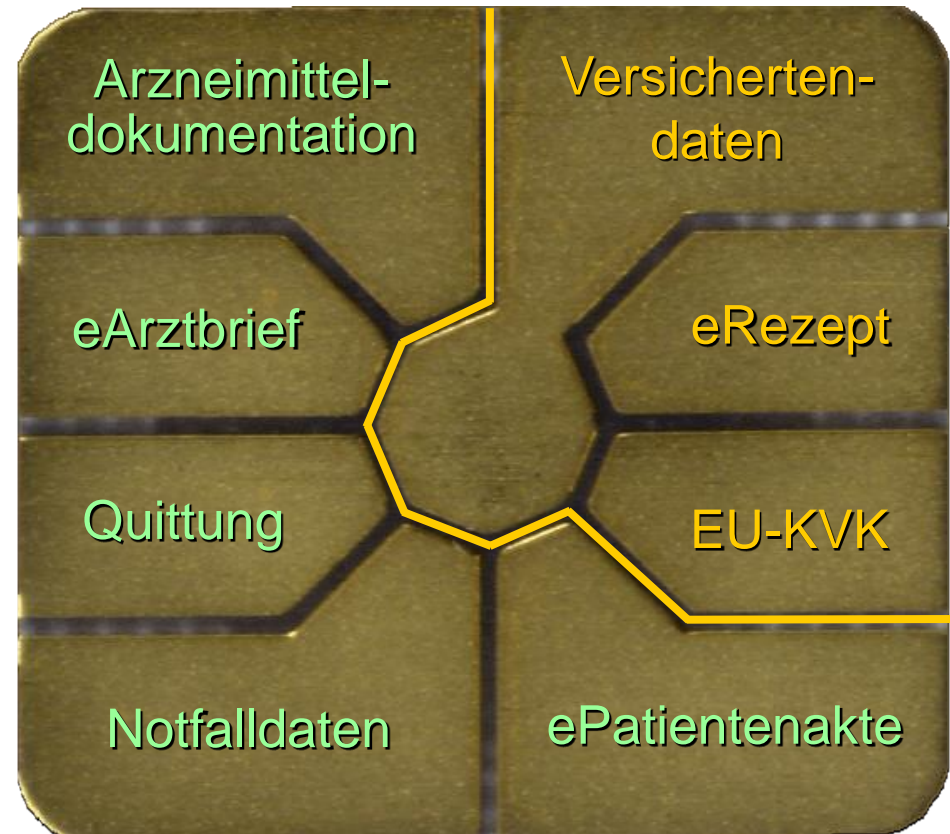 Arzneimittel-
dokumentation
Versicherten-
daten
eArztbrief
eRezept
Quittung
EU-KVK
Notfalldaten
ePatientenakte